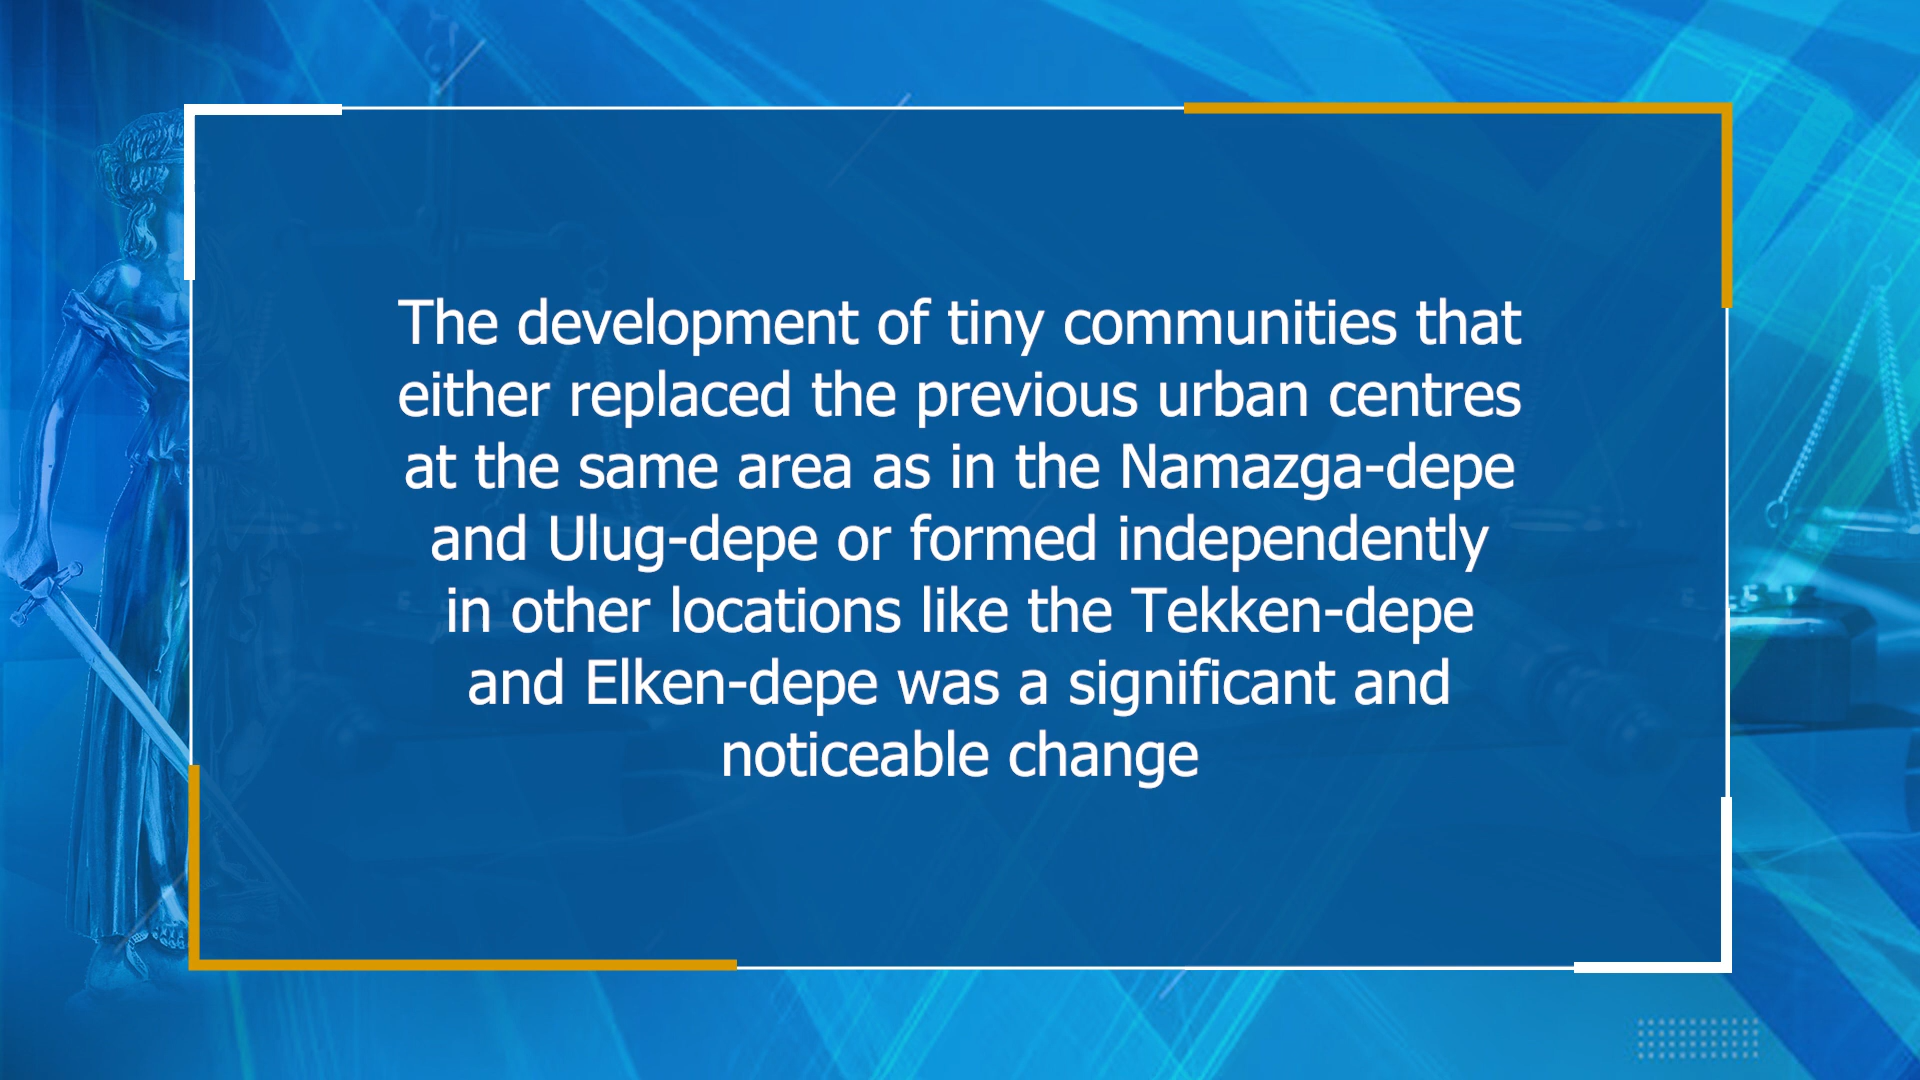 The development of tiny communities that
either replaced the previous urban centres
at the same area as in the Namazga-depe
and Ulug-depe or formed independently
in other locations like the Tekken-depe
and Elken-depe was a significant and
noticeable change